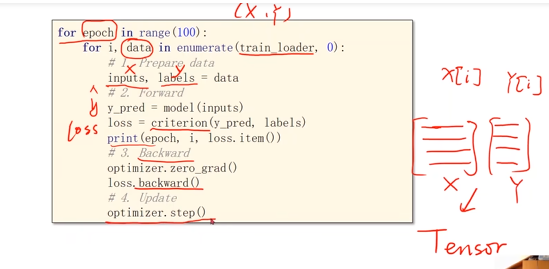 (X,Y)
for epoch in range(100):
for i, data in enumerate(train_loader, 0):
# 1. Prepare data
X Y
inputs, labels = data
# 2. Forward
ŷ
y_pred = model(inputs)
loss
loss = criterion(y_pred, labels)
print(epoch, i, loss.item())
# 3. Backward
optimizer.zero_grad()
loss.backward()
# 4. Update
optimizer.step()
X[i] Y[i]
X Y
Tensor